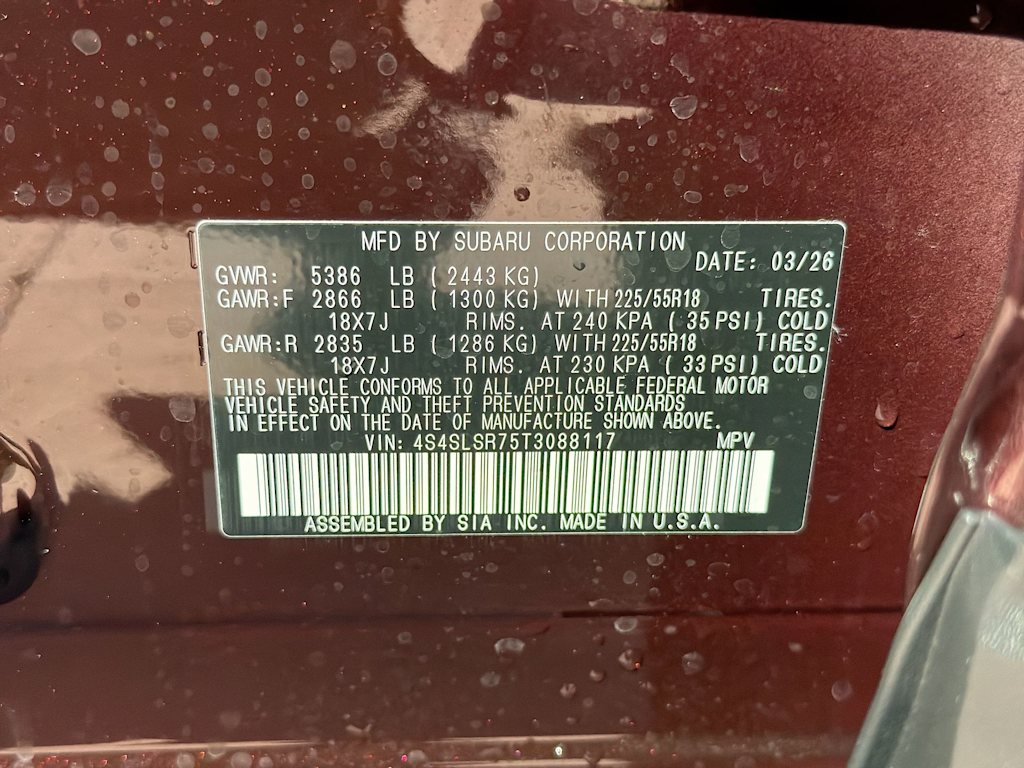 MFD BY SUBARU CORPORATION
DATE: 03/26
GVWR: 5386 LB ( 2443 KG)
GAWR:F 2866 LB ( 1300 KG) WITH 225/55R18 TIRES.
18X7J RIMS. AT 240 KPA ( 35 PSI) COLD
GAWR:R 2835 LB ( 1286 KG) WITH 225/55R18 TIRES.
18X7J RIMS. AT 230 KPA ( 33 PSI) COLD
THIS VEHICLE CONFORMS TO ALL APPLICABLE FEDERAL MOTOR
VEHICLE SAFETY AND THEFT PREVENTION STANDARDS
IN EFFECT ON THE DATE OF MANUFACTURE SHOWN ABOVE.
VIN: 4S4SLSR75T3088117 MPV
ASSEMBLED BY SIA INC. MADE IN U.S.A.